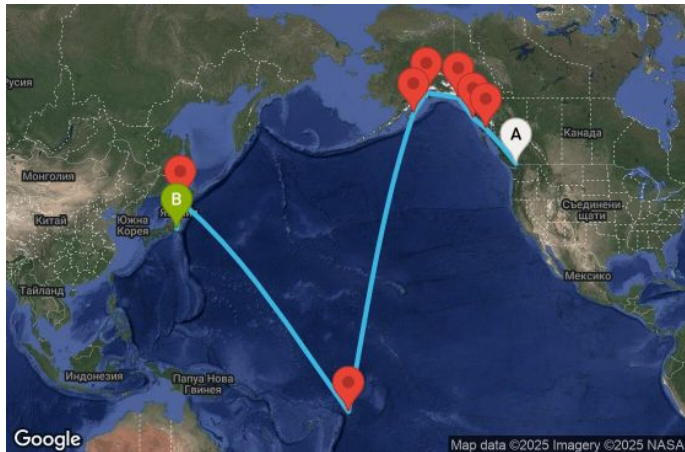 Русия
Канада
A
Монголия
B
Китай
Южна
Корея
Съединени
щати
Мексико
Тайланд
Индонезия
Папуа Нова
Гвинея
Google
Map data ©2025 Imagery ©2025 NASA